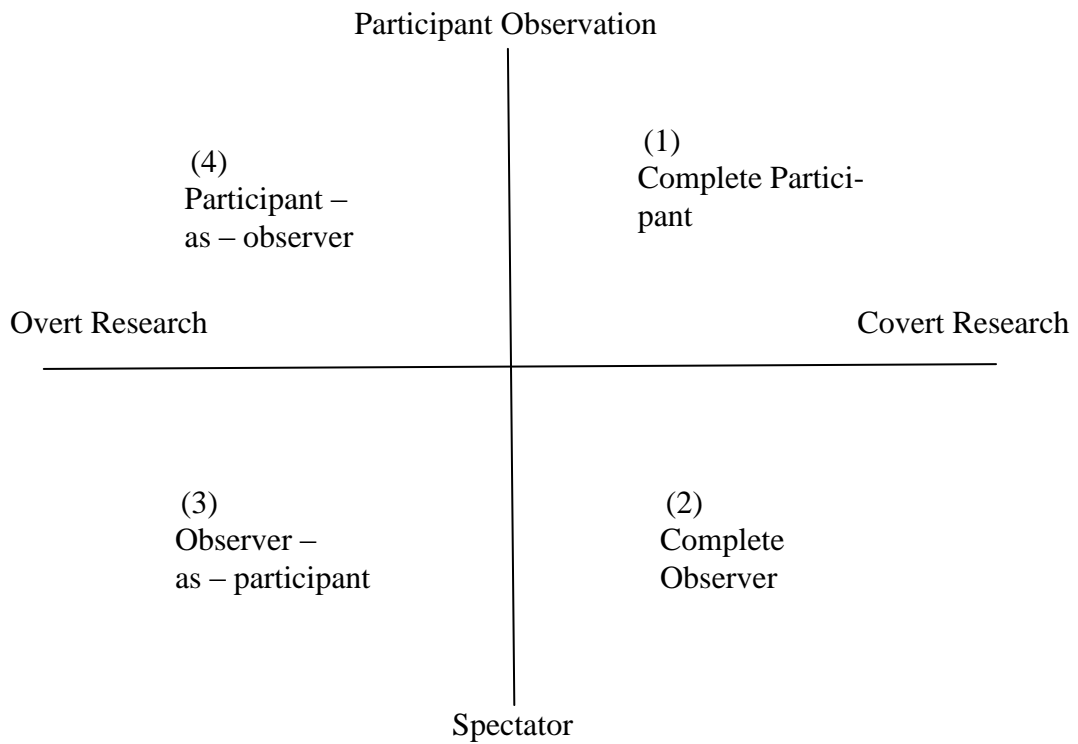 Participant Observation
(4)
Participant –
as – observer
(1)
Complete Partici-
pant
Overt Research
Covert Research
(3)
Observer –
as – participant
(2)
Complete
Observer
Spectator